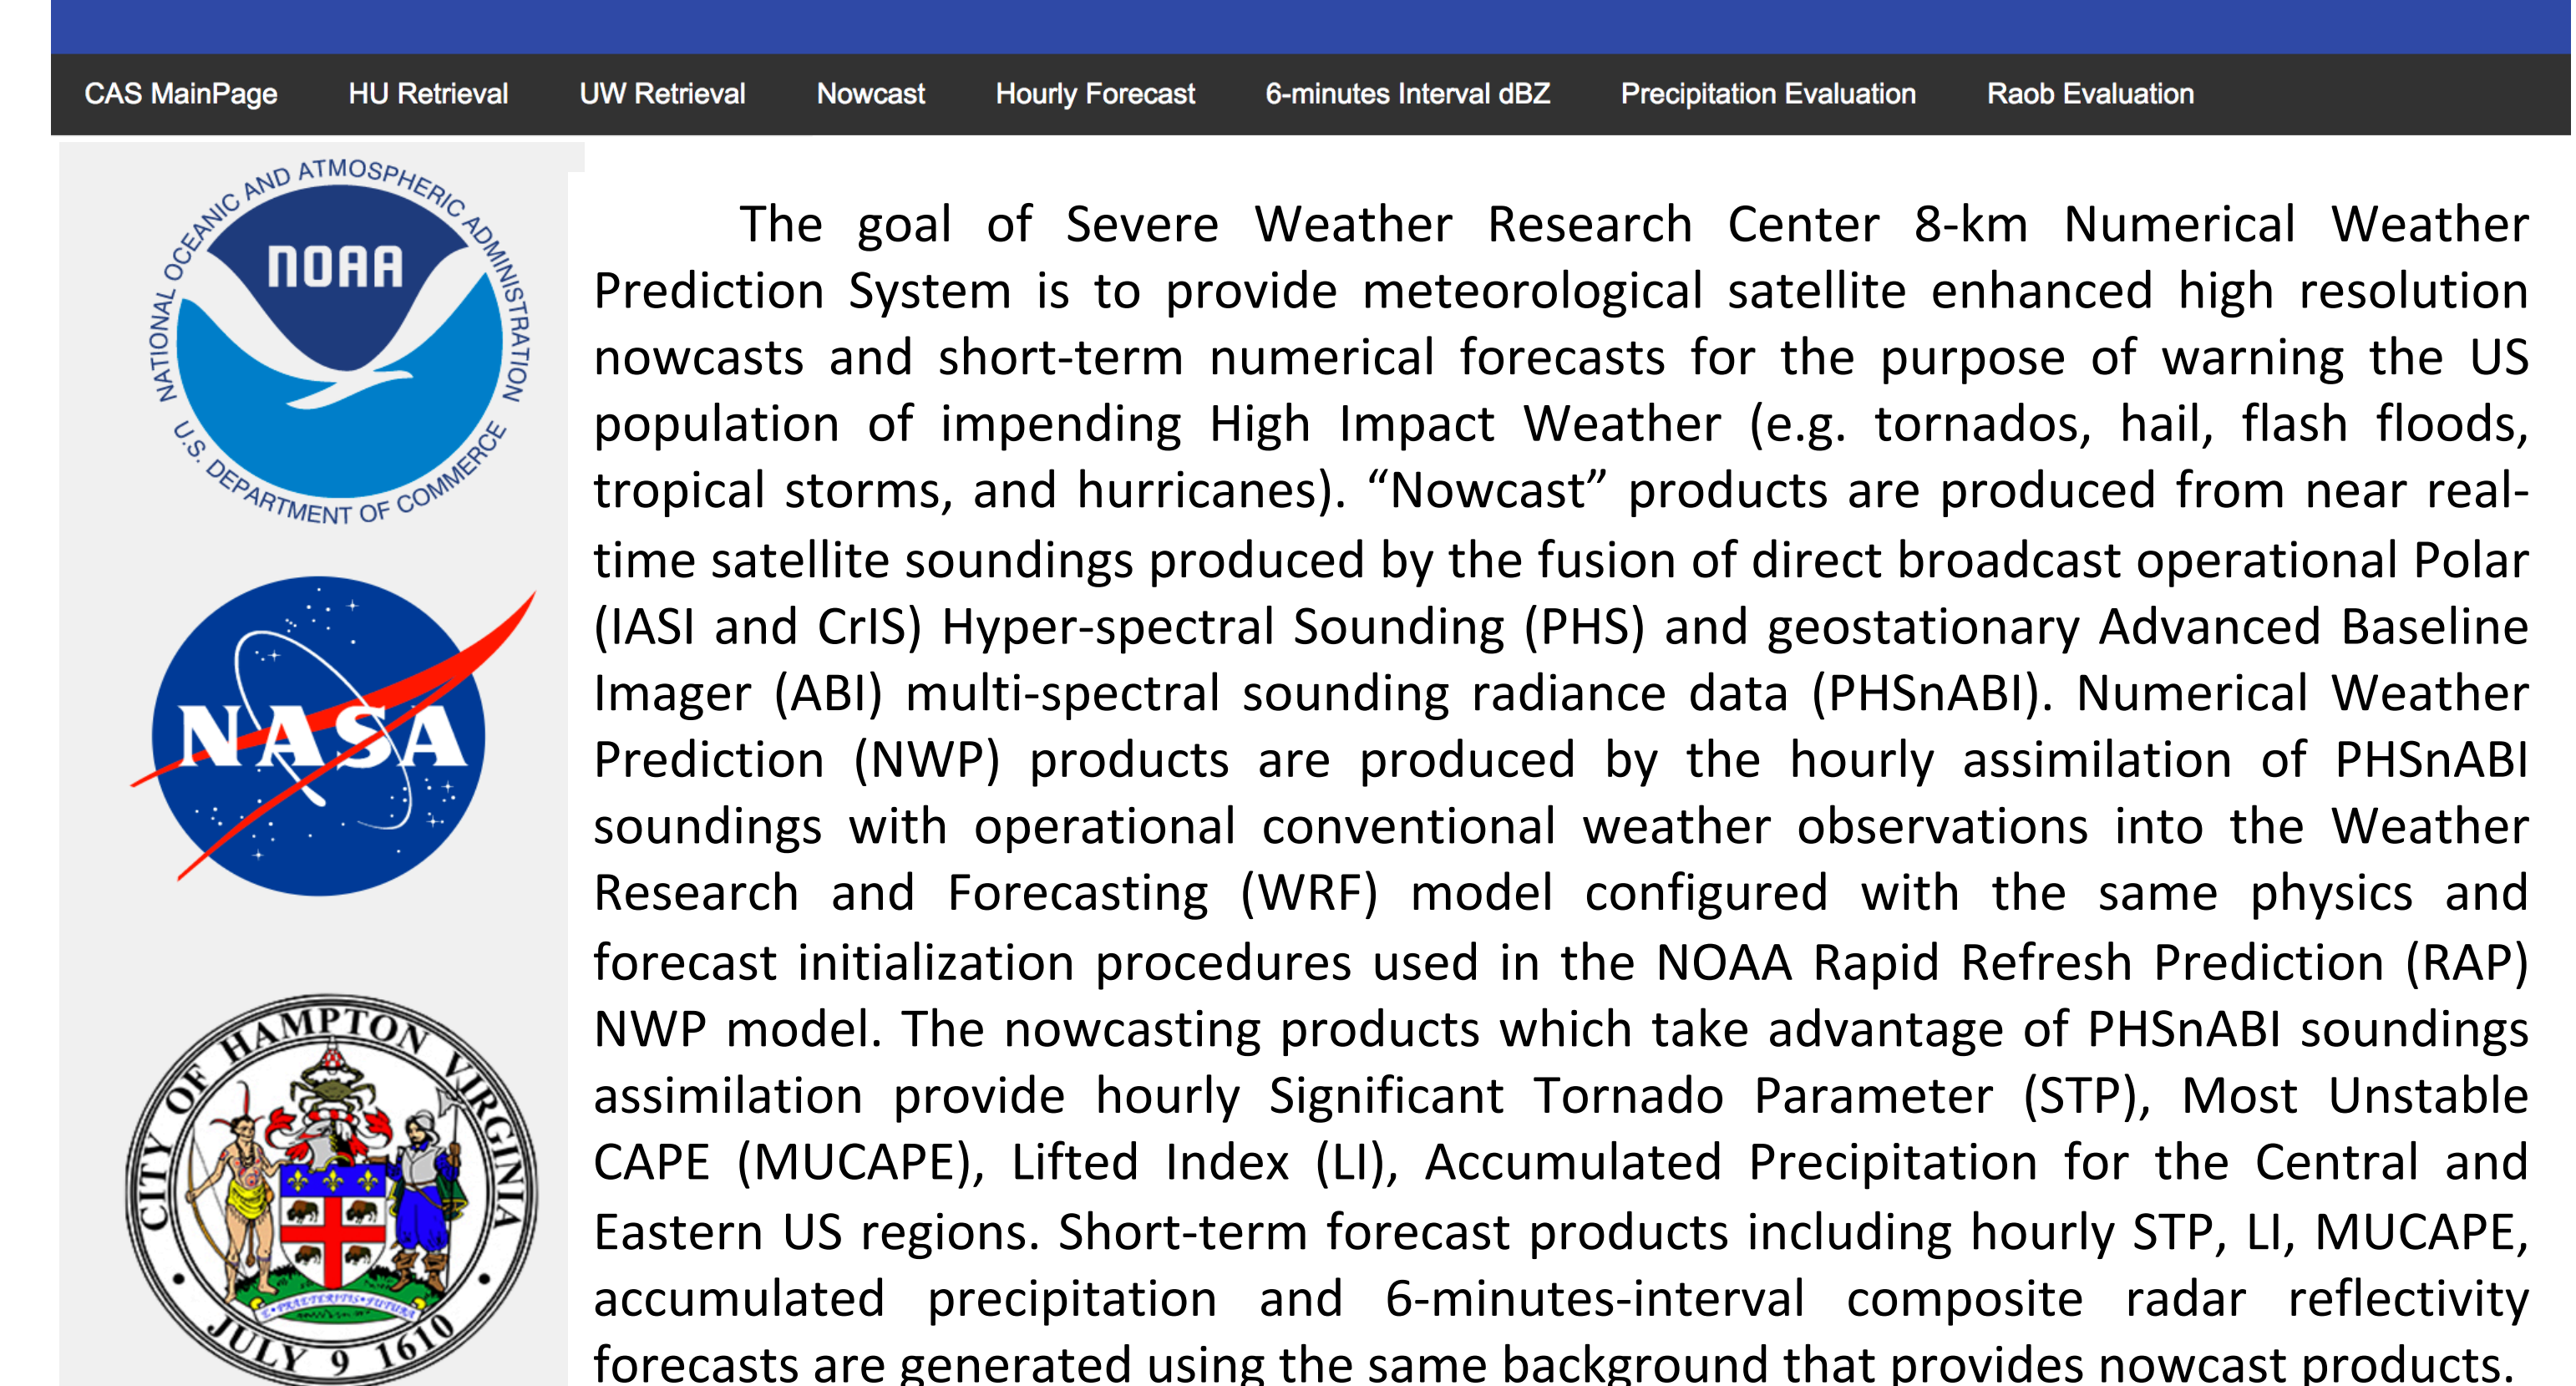 CAS MainPage HU Retrieval UW Retrieval Nowcast Hourly Forecast 6-minutes Interval dBZ Precipitation Evaluation Raob Evaluation
NATIONAL OCEANIC AND ATMOSPHERIC ADMINISTRATION
NOAA
U.S. DEPARTMENT OF COMMERCE
NASA
CITY OF HAMPTON VIRGINIA
E•PRAETERITIS•FUTURA
JULY 9 1610
The goal of Severe Weather Research Center 8-km Numerical Weather
Prediction System is to provide meteorological satellite enhanced high resolution
nowcasts and short-term numerical forecasts for the purpose of warning the US
population of impending High Impact Weather (e.g. tornados, hail, flash floods,
tropical storms, and hurricanes). “Nowcast” products are produced from near real-
time satellite soundings produced by the fusion of direct broadcast operational Polar
(IASI and CrIS) Hyper-spectral Sounding (PHS) and geostationary Advanced Baseline
Imager (ABI) multi-spectral sounding radiance data (PHSnABI). Numerical Weather
Prediction (NWP) products are produced by the hourly assimilation of PHSnABI
soundings with operational conventional weather observations into the Weather
Research and Forecasting (WRF) model configured with the same physics and
forecast initialization procedures used in the NOAA Rapid Refresh Prediction (RAP)
NWP model. The nowcasting products which take advantage of PHSnABI soundings
assimilation provide hourly Significant Tornado Parameter (STP), Most Unstable
CAPE (MUCAPE), Lifted Index (LI), Accumulated Precipitation for the Central and
Eastern US regions. Short-term forecast products including hourly STP, LI, MUCAPE,
accumulated precipitation and 6-minutes-interval composite radar reflectivity
forecasts are generated using the same background that provides nowcast products.